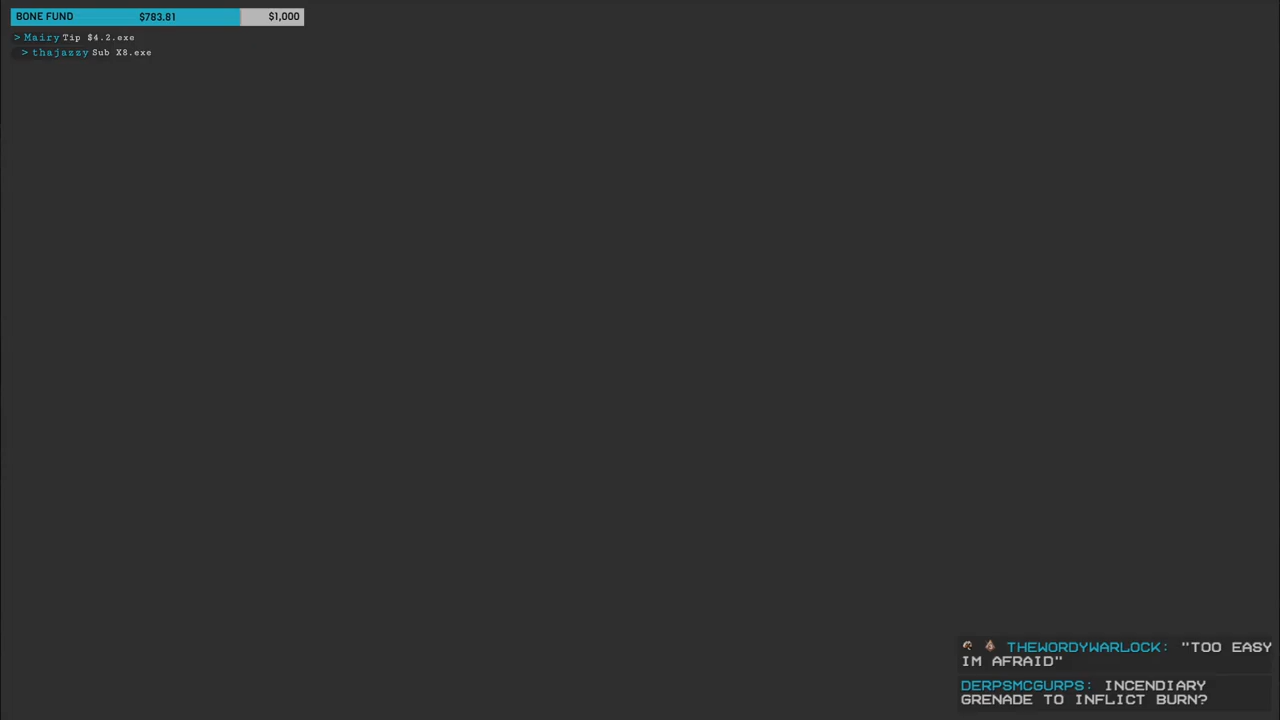 BONE FUND $783.81 $1,000
> Mairy Tip $4.2.exe
> thajazzy Sub X8.exe
THEWORDYWARLOCK: "TOO EASY
IM AFRAID"
DERPSMCGURPS: INCENDIARY
GRENADE TO INFLICT BURN?